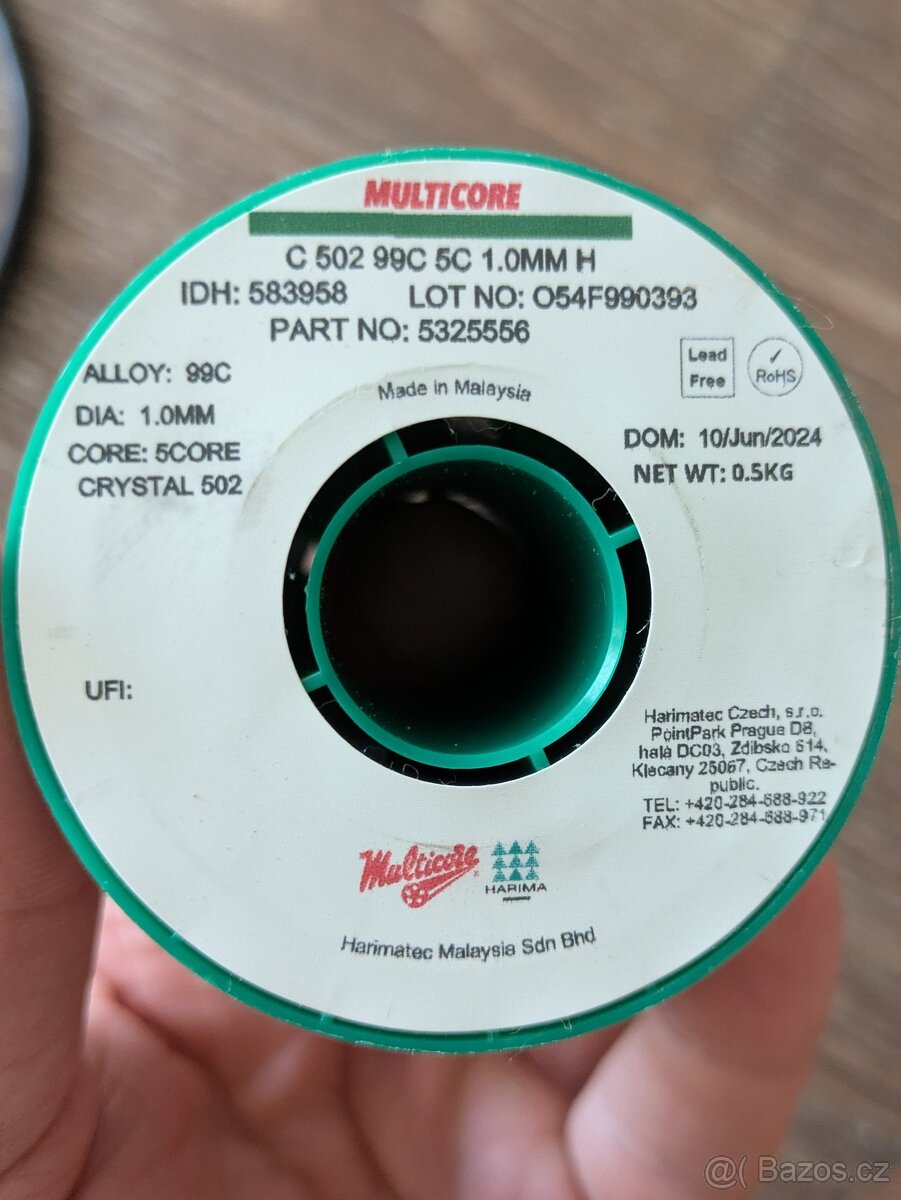 MULTICORE
C 502 99C 5C 1.0MM H
IDH: 583958 LOT NO: O54F990393
PART NO: 5325556
ALLOY: 99C
DIA: 1.0MM
CORE: 5CORE
CRYSTAL 502
Made in Malaysia
Lead
Free
✓
RoHS
DOM: 10/Jun/2024
NET WT: 0.5KG
UFI:
Harimatec Czech, s.r.o.
PointPark Prague D8,
hala DC03, Zdibsko 614,
Klecany 25067, Czech Re-
public.
TEL: +420-284-688-922
FAX: +420-284-688-971
Multicore
HARIMA
Harimatec Malaysia Sdn Bhd
@( Bazos.cz